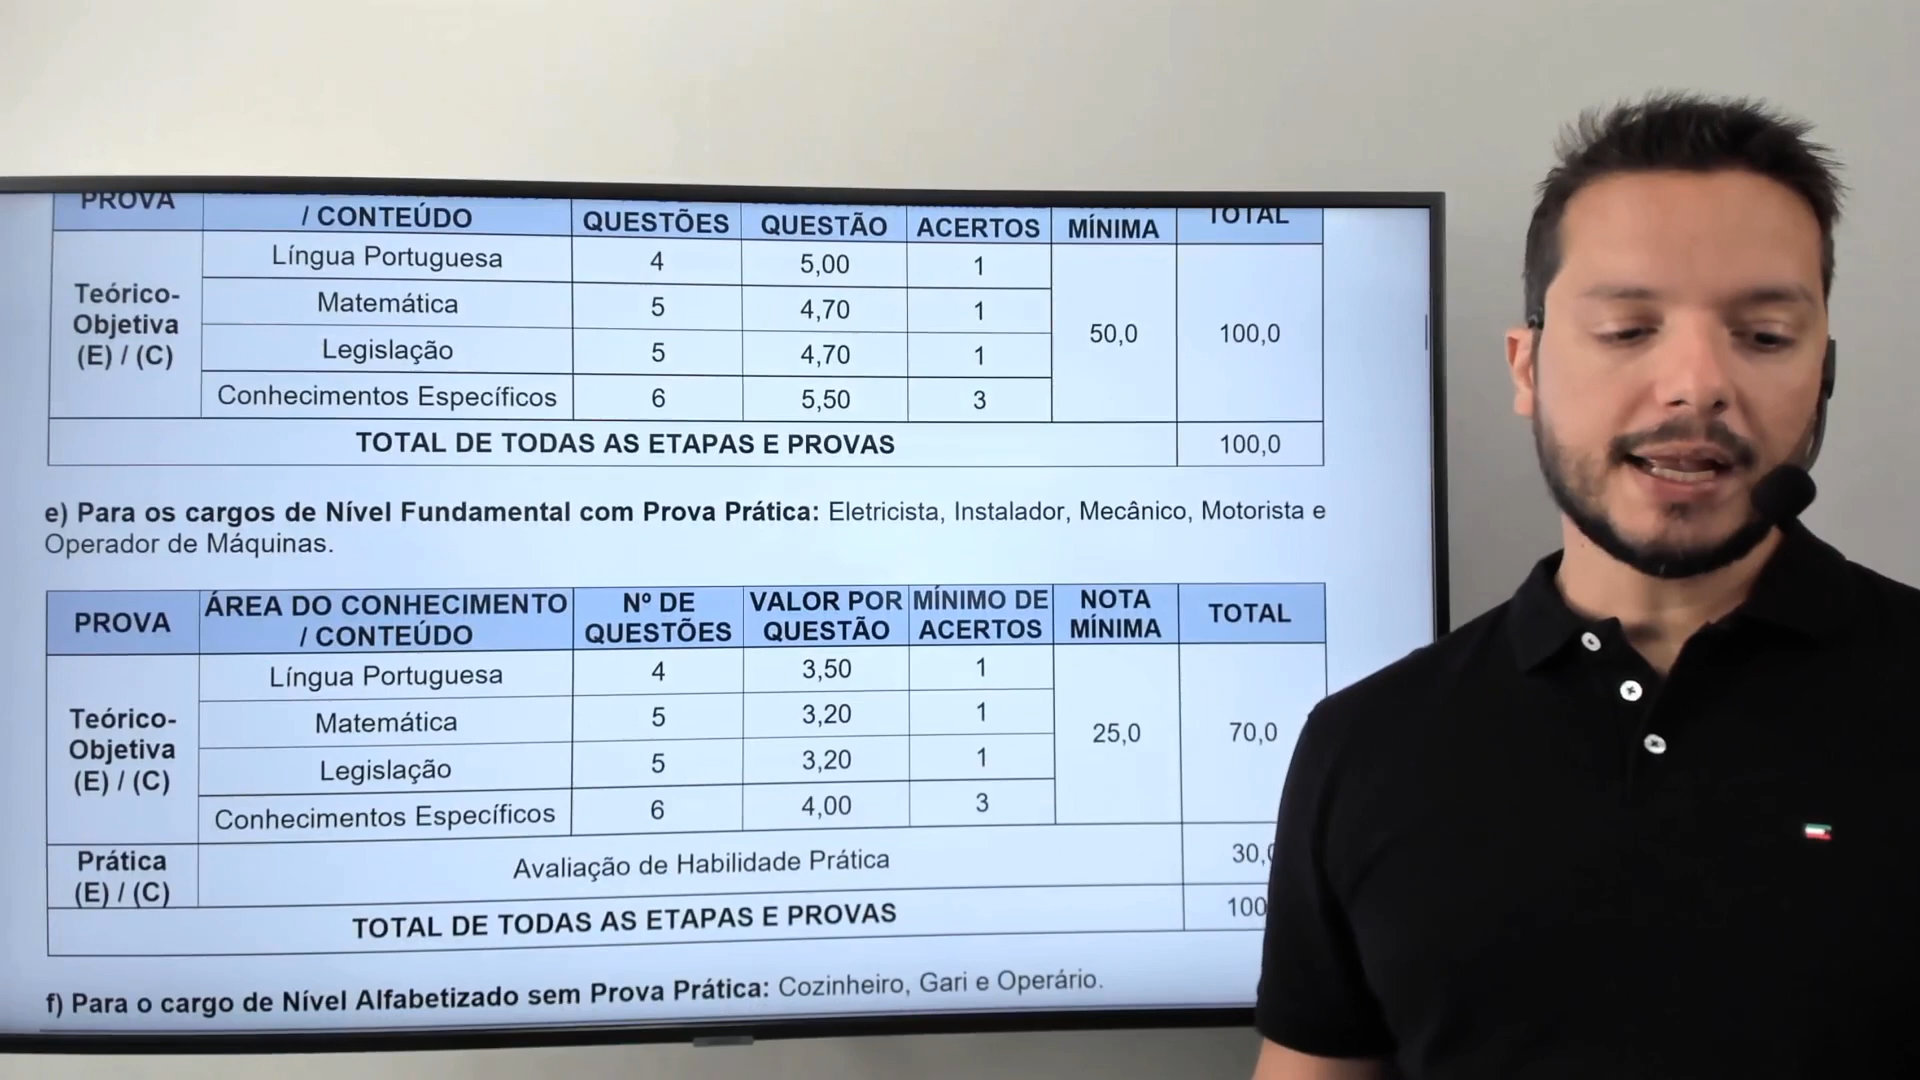 PROVA / CONTEÚDO QUESTÕES QUESTÃO ACERTOS MÍNIMA TOTAL
Teórico-Objetiva (E) / (C)
Língua Portuguesa 4 5,00 1
Matemática 5 4,70 1
Legislação 5 4,70 1
Conhecimentos Específicos 6 5,50 3
50,0 100,0
TOTAL DE TODAS AS ETAPAS E PROVAS 100,0
e) Para os cargos de Nível Fundamental com Prova Prática: Eletricista, Instalador, Mecânico, Motorista e
Operador de Máquinas.
PROVA ÁREA DO CONHECIMENTO / CONTEÚDO Nº DE QUESTÕES VALOR POR QUESTÃO MÍNIMO DE ACERTOS NOTA MÍNIMA TOTAL
Teórico-Objetiva (E) / (C)
Língua Portuguesa 4 3,50 1
Matemática 5 3,20 1
Legislação 5 3,20 1
Conhecimentos Específicos 6 4,00 3
25,0 70,0
Prática (E) / (C) Avaliação de Habilidade Prática 30,
TOTAL DE TODAS AS ETAPAS E PROVAS 100
f) Para o cargo de Nível Alfabetizado sem Prova Prática: Cozinheiro, Gari e Operário.